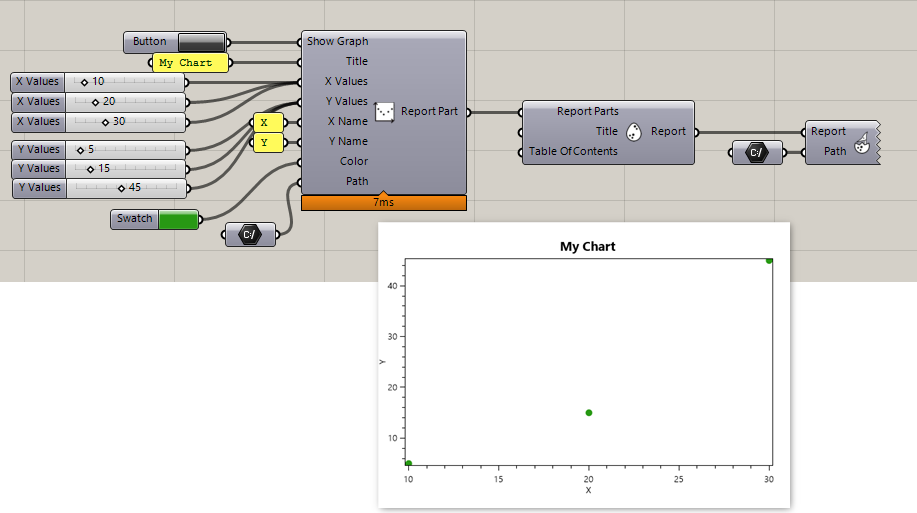 Button
My Chart
X Values 10
X Values 20
X Values 30
Y Values 5
Y Values 15
Y Values 45
X
Y
Swatch
C:/
Show Graph
Title
X Values
Y Values
X Name
Y Name
Color
Path
Report Part
7ms
Report Parts
Title
Table Of Contents
Report
C:/
Report
Path
My Chart
40
30
20
10
Y
10 15 20 25 30
X